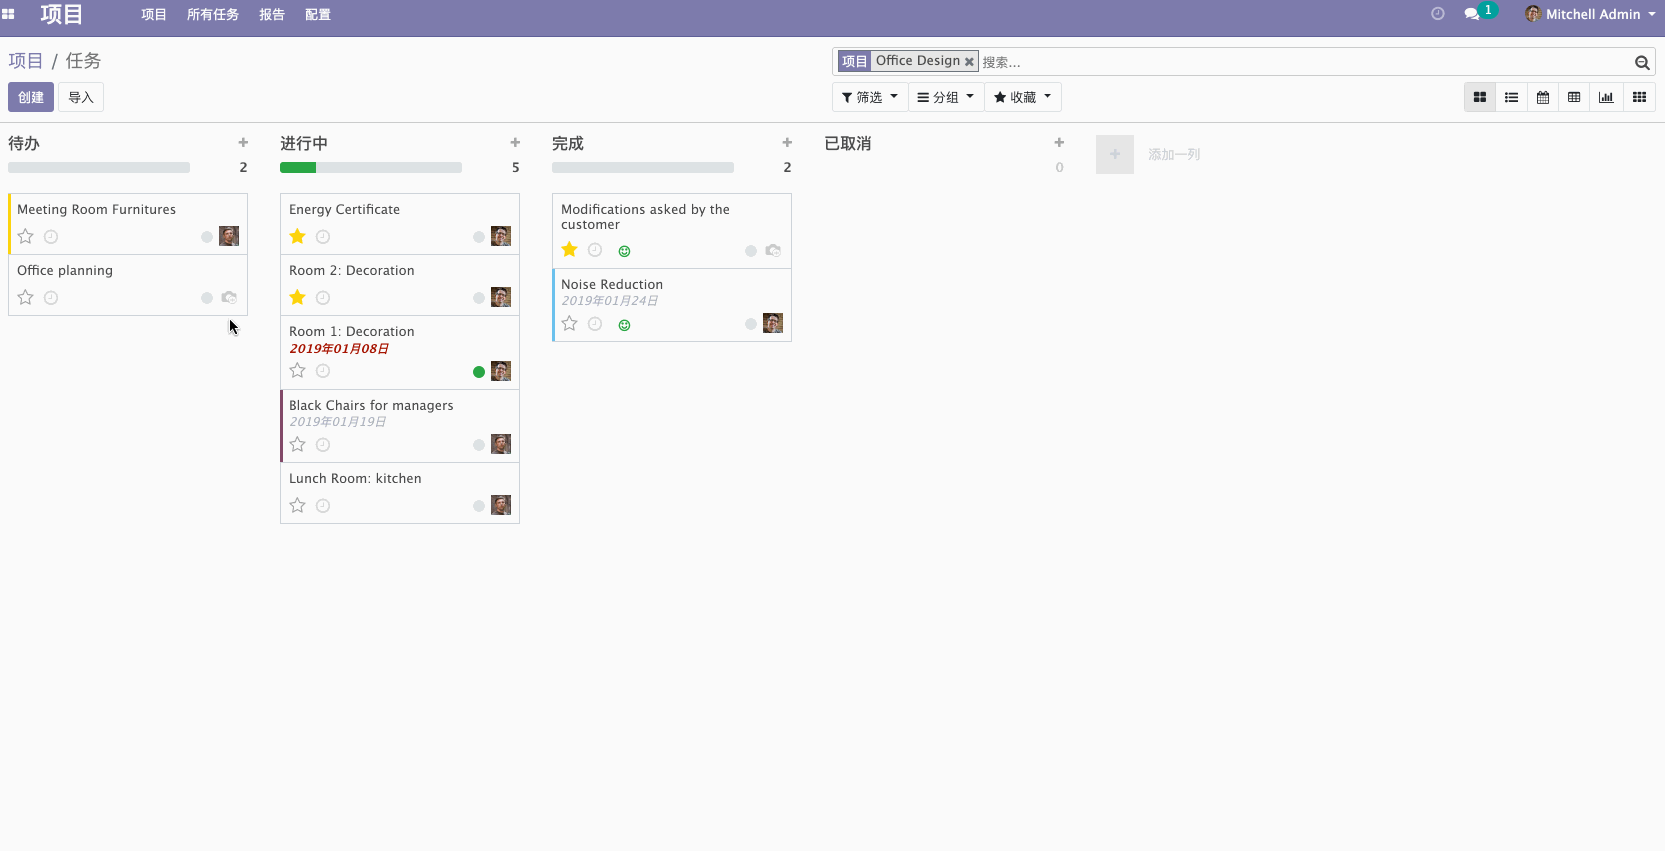 项目 项目 所有任务 报告 配置 1 Mitchell Admin
项目 / 任务
项目 Office Design × 搜索...
创建 导入
筛选 分组 收藏
待办 +
2
Meeting Room Furnitures
Office planning
进行中 +
5
Energy Certificate
Room 2: Decoration
Room 1: Decoration
2019年01月08日
Black Chairs for managers
2019年01月19日
Lunch Room: kitchen
完成 +
2
Modifications asked by the
customer
Noise Reduction
2019年01月24日
已取消 +
0
+ 添加一列